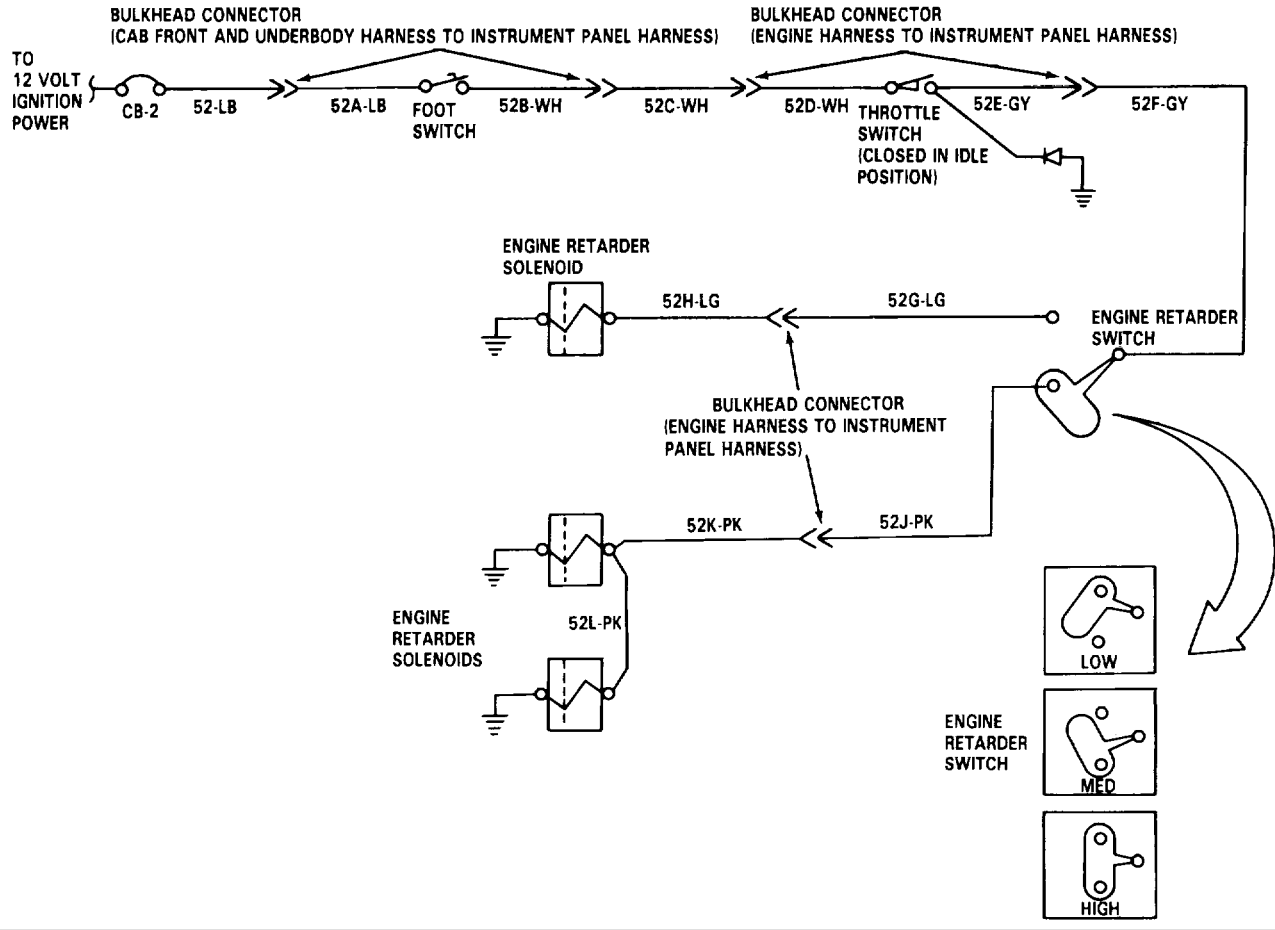 BULKHEAD CONNECTOR
(CAB FRONT AND UNDERBODY HARNESS TO INSTRUMENT PANEL HARNESS)
BULKHEAD CONNECTOR
(ENGINE HARNESS TO INSTRUMENT PANEL HARNESS)
TO
12 VOLT
IGNITION
POWER
CB-2
52-LB
52A-LB
FOOT
SWITCH
52B-WH
52C-WH
52D-WH
THROTTLE
SWITCH
(CLOSED IN IDLE
POSITION)
52E-GY
52F-GY
ENGINE RETARDER
SOLENOID
52H-LG
52G-LG
ENGINE RETARDER
SWITCH
BULKHEAD CONNECTOR
(ENGINE HARNESS TO INSTRUMENT
PANEL HARNESS)
52K-PK
52J-PK
ENGINE
RETARDER
SOLENOIDS
52L-PK
LOW
ENGINE
RETARDER
SWITCH
MED
HIGH